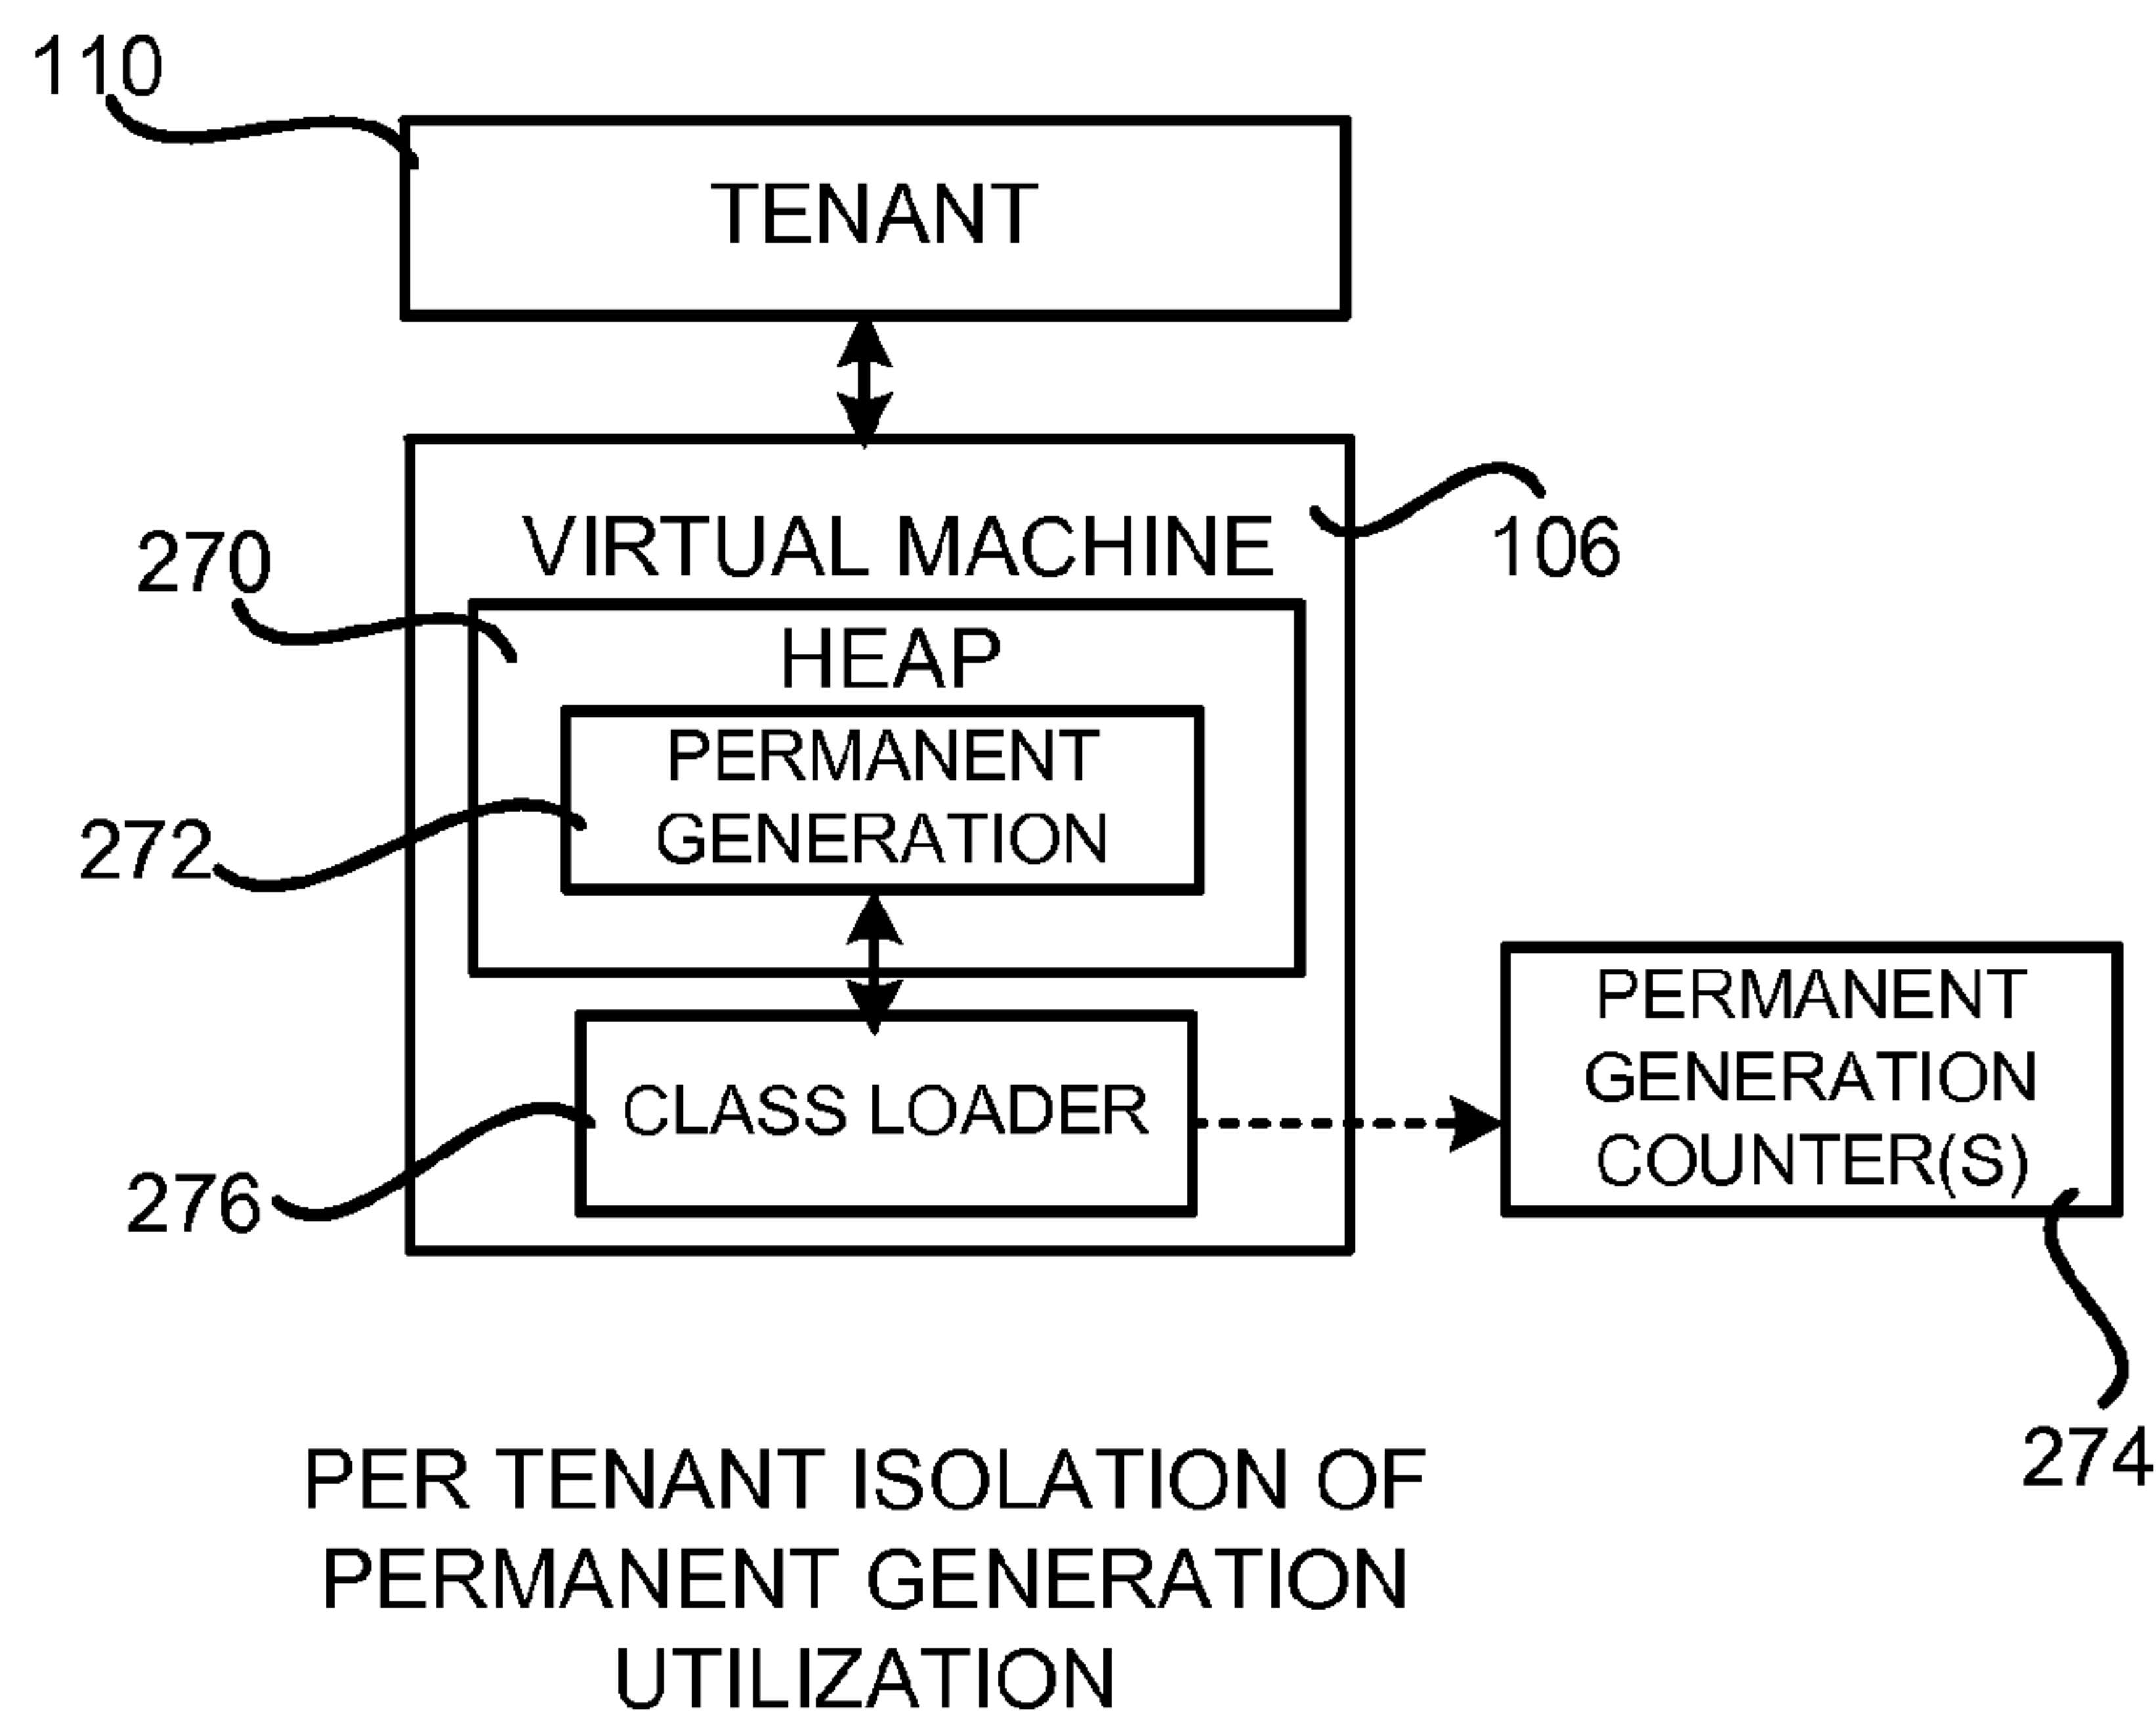 110
TENANT
VIRTUAL MACHINE
106
270
HEAP
PERMANENT
GENERATION
272
PERMANENT
GENERATION
COUNTER(S)
CLASS LOADER
276
274
PER TENANT ISOLATION OF
PERMANENT GENERATION
UTILIZATION